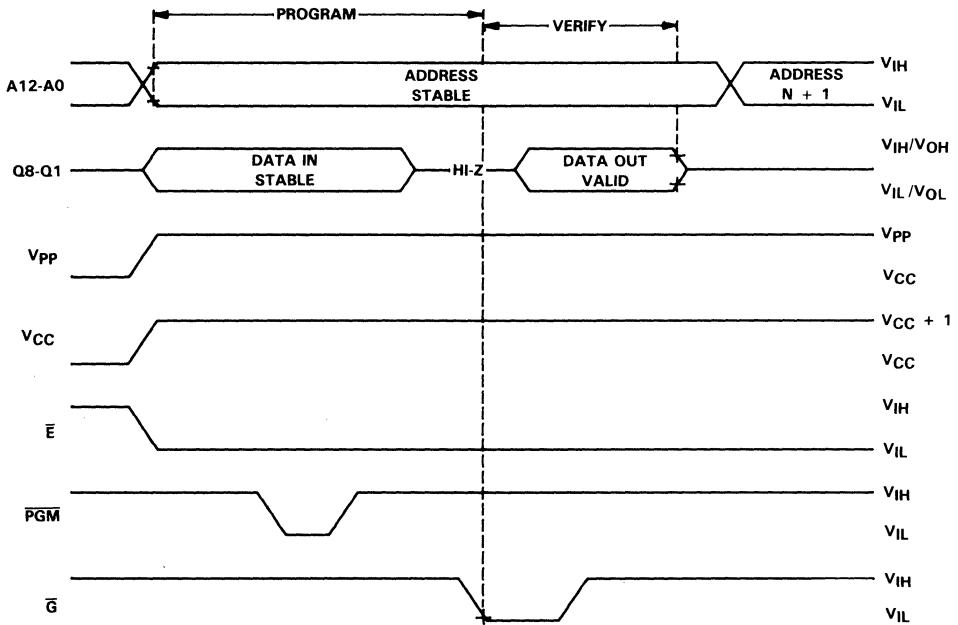 PROGRAM
VERIFY
A12-A0
ADDRESS
STABLE
ADDRESS
N + 1
VIH
VIL
Q8-Q1
DATA IN
STABLE
HI-Z
DATA OUT
VALID
VIH/VOH
VIL/VOL
VPP
VPP
VCC
VCC
VCC + 1
VCC
E̅
VIH
VIL
P̅G̅M̅
VIH
VIL
G̅
VIH
VIL